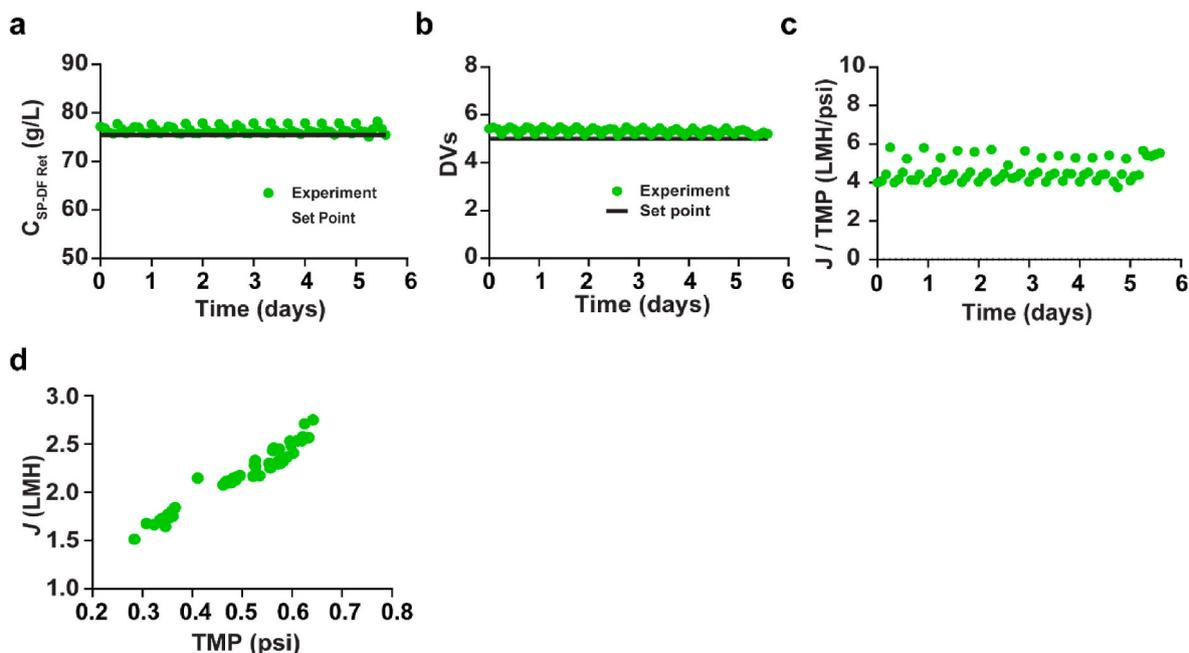 a
C SP-DF Ret (g/L)
90
80
70
60
50
Experiment
Set Point
0 1 2 3 4 5 6
Time (days)
b
DVs
8
6
4
2
0
Experiment
Set point
0 1 2 3 4 5 6
Time (days)
c
J / TMP (LMH/psi)
10
8
6
4
2
0
0 1 2 3 4 5 6
Time (days)
d
J (LMH)
3.0
2.5
2.0
1.5
1.0
0.2 0.3 0.4 0.5 0.6 0.7 0.8
TMP (psi)